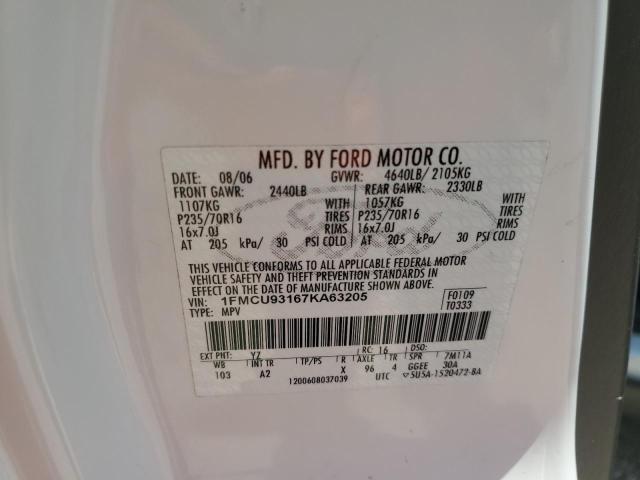 MFD. BY FORD MOTOR CO.
DATE: 08/06 GVWR: 4640LB/ 2105KG
FRONT GAWR: 2440LB REAR GAWR: 2330LB
1107KG WITH 1057KG WITH
P235/70R16 TIRES P235/70R16 TIRES
16x7.0J RIMS 16x7.0J RIMS
AT 205 kPa/ 30 PSI COLD AT 205 kPa/ 30 PSI COLD
THIS VEHICLE CONFORMS TO ALL APPLICABLE FEDERAL MOTOR
VEHICLE SAFETY AND THEFT PREVENTION STANDARDS IN
EFFECT ON THE DATE OF MANUFACTURE SHOWN ABOVE.
VIN: 1FMCU93167KA63205 F0109
TYPE: MPV T0333
EXT PNT: YZ RC: 16 DSO:
WB INT TR TP/PS R AXLE TR SPR 7M11A
103 A2 X 96 4 GGEE 30A
1200608037039 UTC 5U5A-1520472-BA
Ford